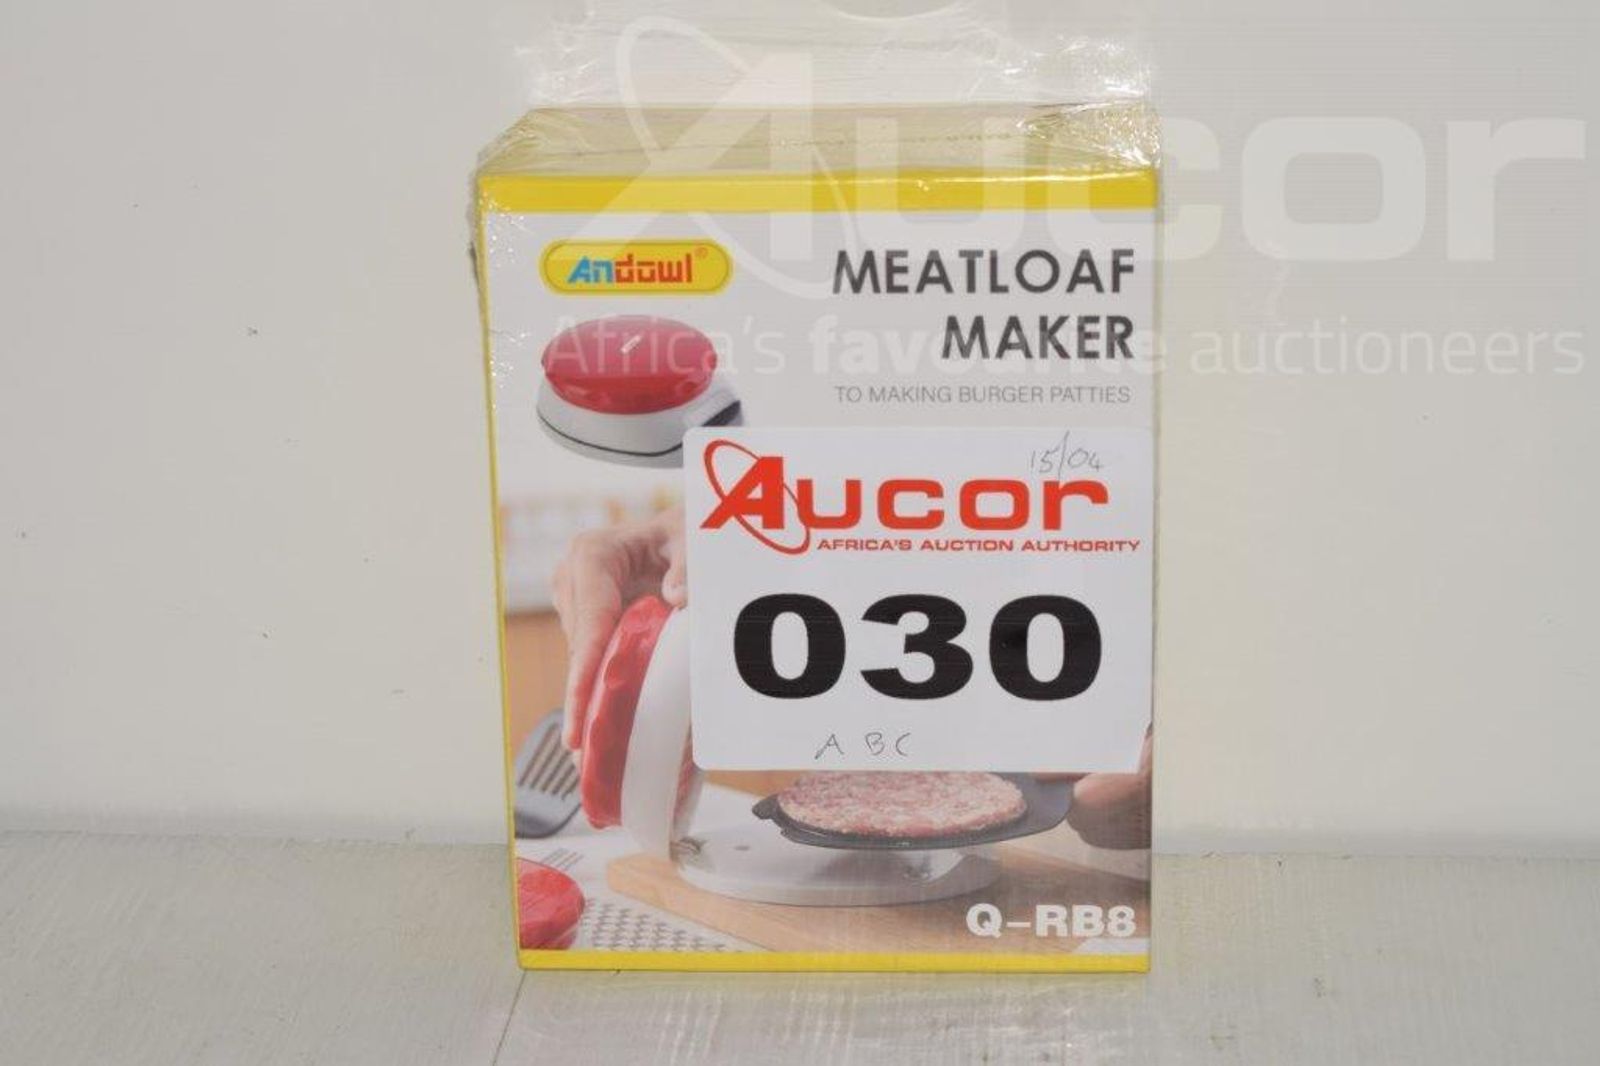 Aucor
Africa's favourite auctioneers
Andowl®
MEATLOAF
MAKER
TO MAKING BURGER PATTIES
15/04
Aucor
AFRICA'S AUCTION AUTHORITY
030
A B C
Q-RB8